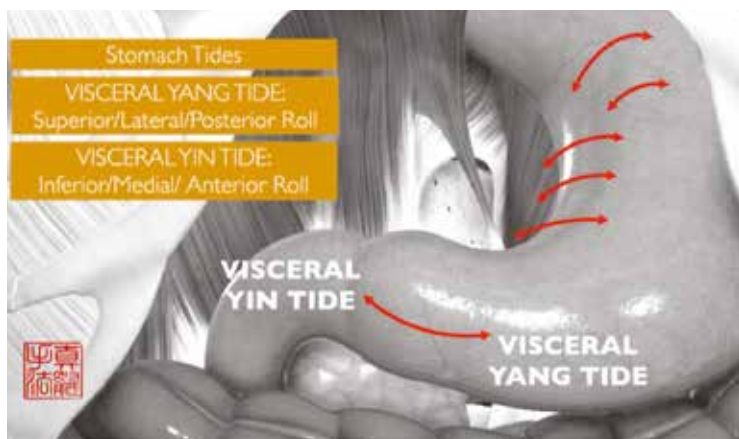 Stomach Tides
VISCERAL YANG TIDE:
Superior/Lateral/Posterior Roll
VISCERAL YIN TIDE:
Inferior/Medial/ Anterior Roll
VISCERAL
YIN TIDE
VISCERAL
YANG TIDE